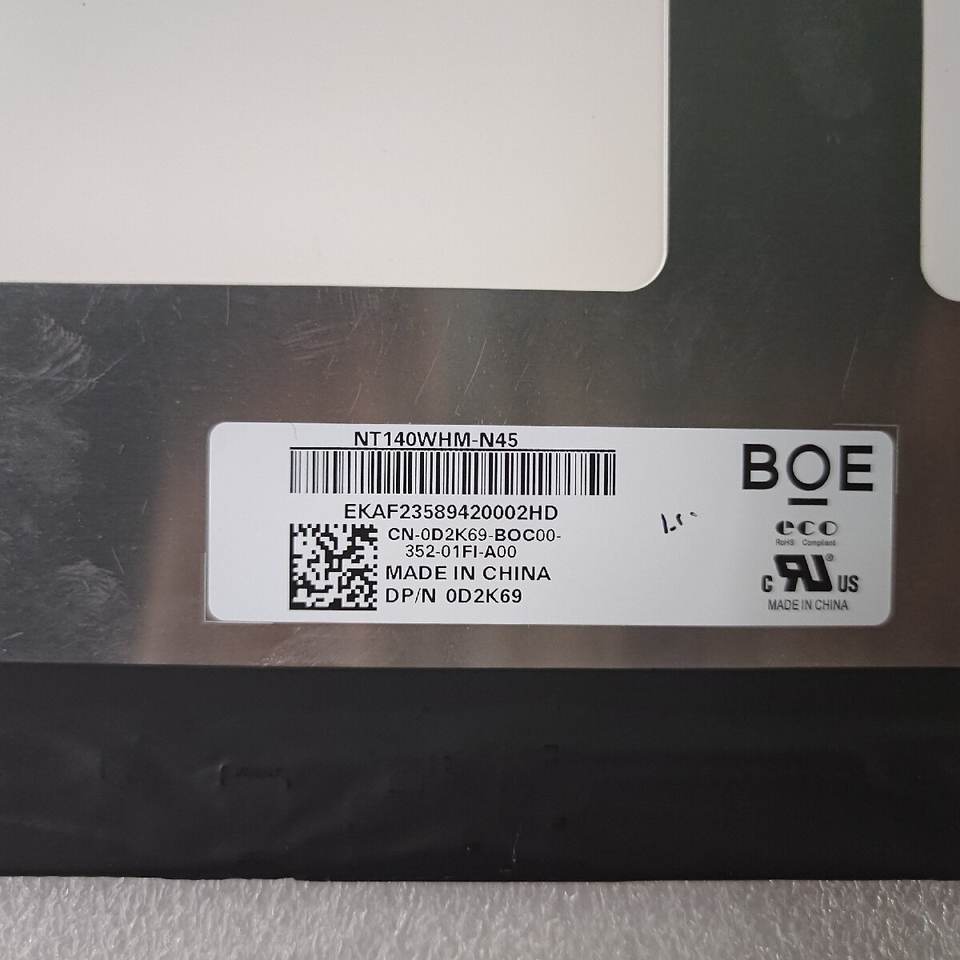 NT140WHM-N45
EKAF23589420002HD
CN-0D2K69-BOC00-
352-01FI-A00
MADE IN CHINA
DP/N 0D2K69
BOE
eco
RoHS Compliant
C RU® US
MADE IN CHINA